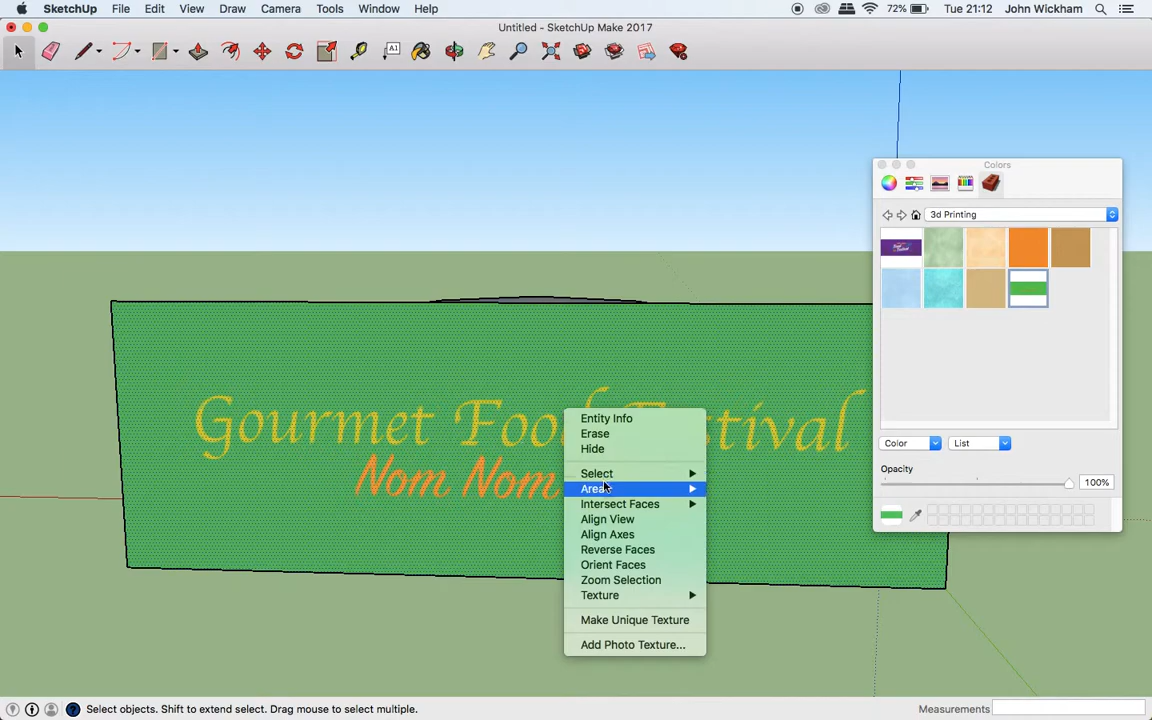 SketchUp File Edit View Draw Camera Tools Window Help 72% Tue 21:12 John Wickham
Untitled - SketchUp Make 2017
A1
Colors
3d Printing
Gourmet Food Festival
Nom Nom
Entity Info
Erase
Hide
Select
Area
Intersect Faces
Align View
Align Axes
Reverse Faces
Orient Faces
Zoom Selection
Texture
Make Unique Texture
Add Photo Texture...
Color List
Opacity
100%
Select objects. Shift to extend select. Drag mouse to select multiple. Measurements